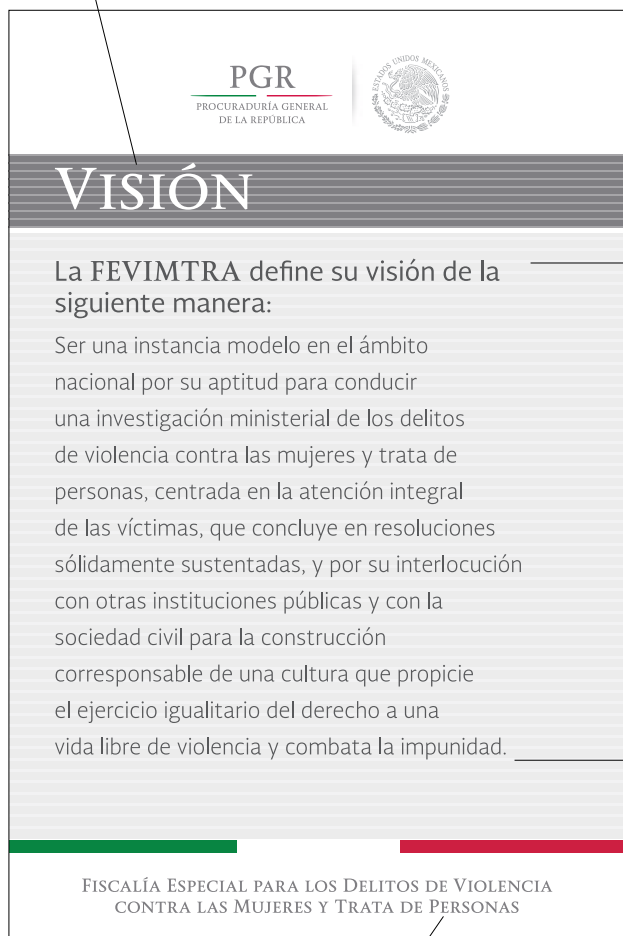 PGR
PROCURADURÍA GENERAL
DE LA REPÚBLICA
ESTADOS UNIDOS MEXICANOS
VISIÓN
La FEVIMTRA define su visión de la
siguiente manera:
Ser una instancia modelo en el ámbito
nacional por su aptitud para conducir
una investigación ministerial de los delitos
de violencia contra las mujeres y trata de
personas, centrada en la atención integral
de las víctimas, que concluye en resoluciones
sólidamente sustentadas, y por su interlocución
con otras instituciones públicas y con la
sociedad civil para la construcción
corresponsable de una cultura que propicie
el ejercicio igualitario del derecho a una
vida libre de violencia y combata la impunidad.
FISCALÍA ESPECIAL PARA LOS DELITOS DE VIOLENCIA
CONTRA LAS MUJERES Y TRATA DE PERSONAS